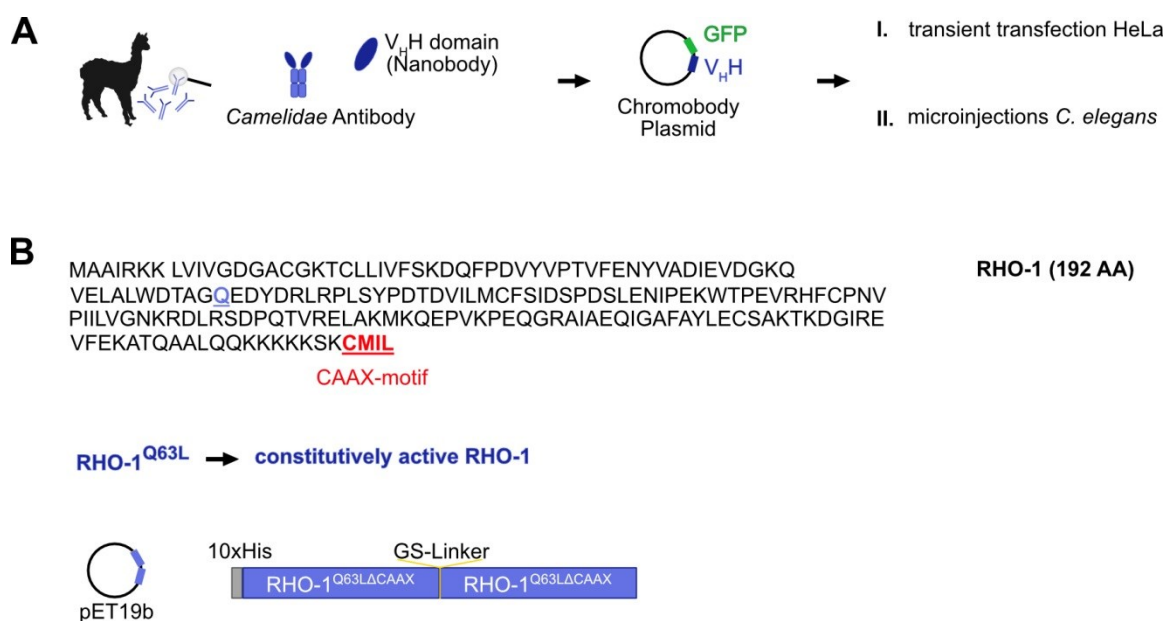 A
VHH domain
(Nanobody)
Camelidae Antibody
GFP
VHH
Chromobody
Plasmid
I. transient transfection HeLa
II. microinjections C. elegans
B
MAAIRKK LVIVGDGACGKTCLLIVFSKDQFPDVYVPTVFENYVADIEVDGKQ
VELALWDTAGQEDYDRLRPLSYPDTDVILMCFSIDSPDSLENIPEKWTPEVRHFCPNV
PIILVGNKRDLRSDPQTVRELAKMKQEPVKPEQGRAIAEQIGAFAYLECSAKTKDGIRE
VFEKATQAALQQKKKKKSKCMIL
RHO-1 (192 AA)
CAAX-motif
RHO-1Q63L constitutively active RHO-1
10xHis GS-Linker
RHO-1Q63LΔCAAX RHO-1Q63LΔCAAX
pET19b